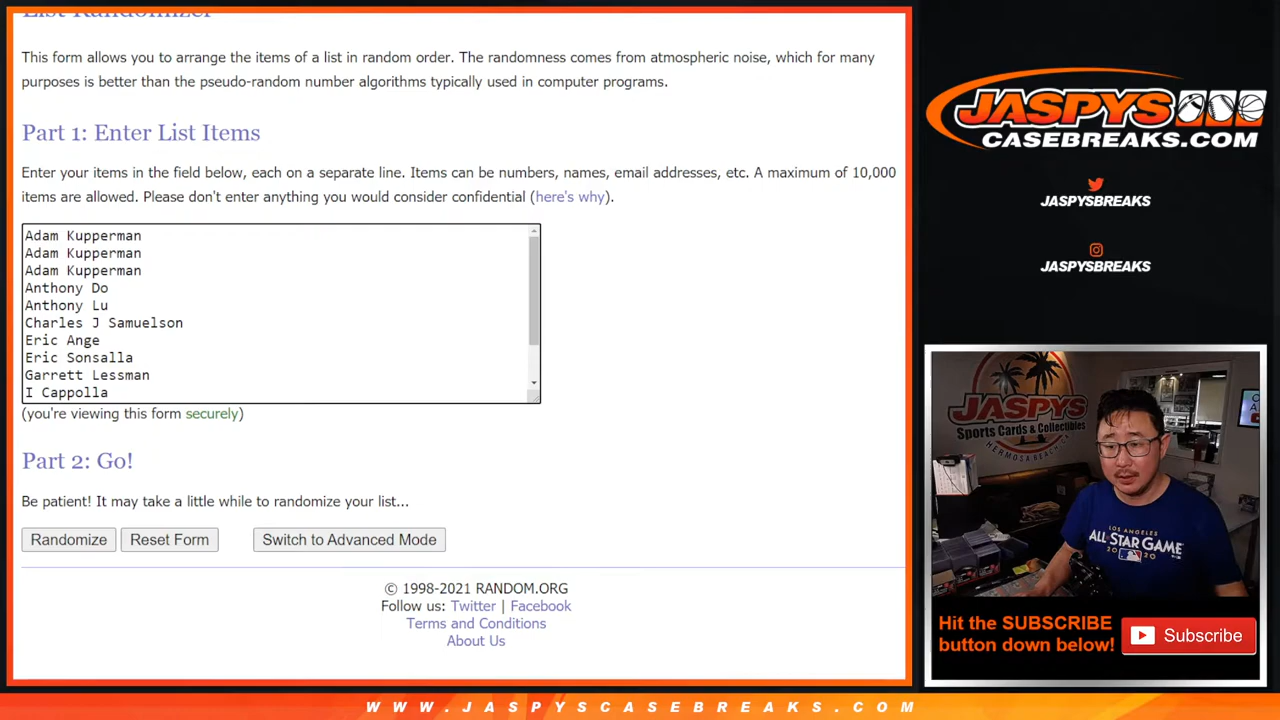 List Randomizer
This form allows you to arrange the items of a list in random order. The randomness comes from atmospheric noise, which for many
purposes is better than the pseudo-random number algorithms typically used in computer programs.
Part 1: Enter List Items
Enter your items in the field below, each on a separate line. Items can be numbers, names, email addresses, etc. A maximum of 10,000
items are allowed. Please don't enter anything you would consider confidential (here's why).
Adam Kupperman
Adam Kupperman
Adam Kupperman
Anthony Do
Anthony Lu
Charles J Samuelson
Eric Ange
Eric Sonsalla
Garrett Lessman
I Cappolla
(you're viewing this form securely)
Part 2: Go!
Be patient! It may take a little while to randomize your list...
Randomize Reset Form Switch to Advanced Mode
© 1998-2021 RANDOM.ORG
Follow us: Twitter | Facebook
Terms and Conditions
About Us
JASPYS
CASEBREAKS.COM
JASPYSBREAKS
JASPYSBREAKS
JASPYS
Sports Cards & Collectibles
HERMOSA BEACH, CA
LOS ANGELES
ALL STAR GAME
2020
Hit the SUBSCRIBE
button down below!
Subscribe
WWW.JASPYSCASEBREAKS.COM